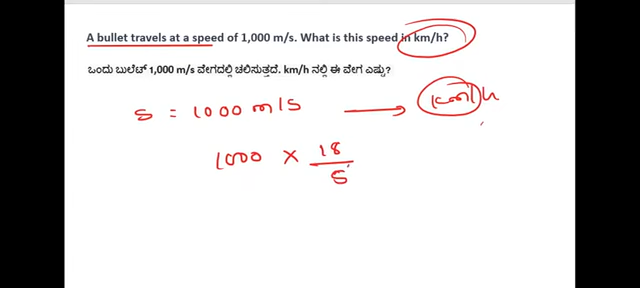 A bullet travels at a speed of 1,000 m/s. What is this speed in km/h?
ಒಂದು ಬುಲೆಟ್ 1,000 m/s ವೇಗದಲ್ಲಿ ಚಲಿಸುತ್ತದೆ. km/h ನಲ್ಲಿ ಈ ವೇಗ ಎಷ್ಟು?
S = 1000 m/s → km/h
1000 × 18/5